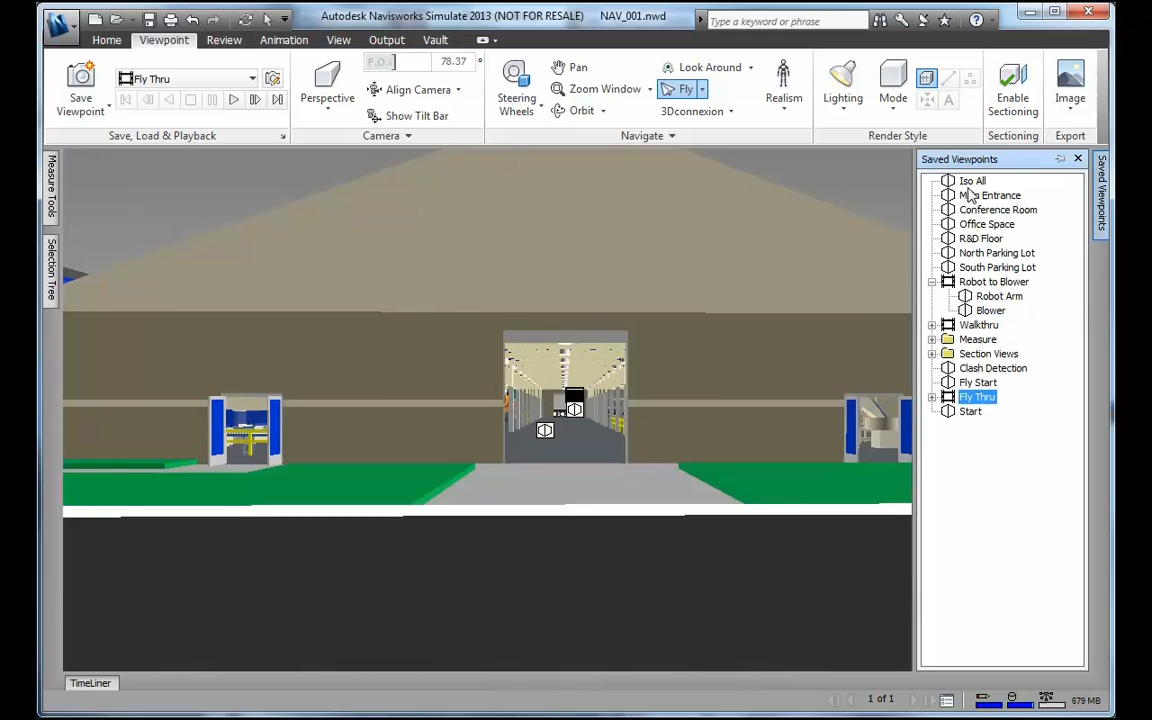 Autodesk Navisworks Simulate 2013 (NOT FOR RESALE) NAV_001.nwd
Type a keyword or phrase
Home Viewpoint Review Animation View Output Vault
Fly Thru
Save Viewpoint
Save, Load & Playback
F.O.V. 78.37 °
Perspective
Align Camera
Show Tilt Bar
Camera
Steering Wheels
Pan
Zoom Window
Orbit
Look Around
Fly
3Dconnexion
Navigate
Realism
Lighting
Mode
Render Style
Enable Sectioning
Sectioning
Image
Export
Measure Tools
Selection Tree
Saved Viewpoints
Saved Viewpoints
Iso All
Main Entrance
Conference Room
Office Space
R&D Floor
North Parking Lot
South Parking Lot
Robot to Blower
Robot Arm
Blower
Walkthru
Measure
Section Views
Clash Detection
Fly Start
Fly Thru
Start
TimeLiner
1 of 1
679 MB